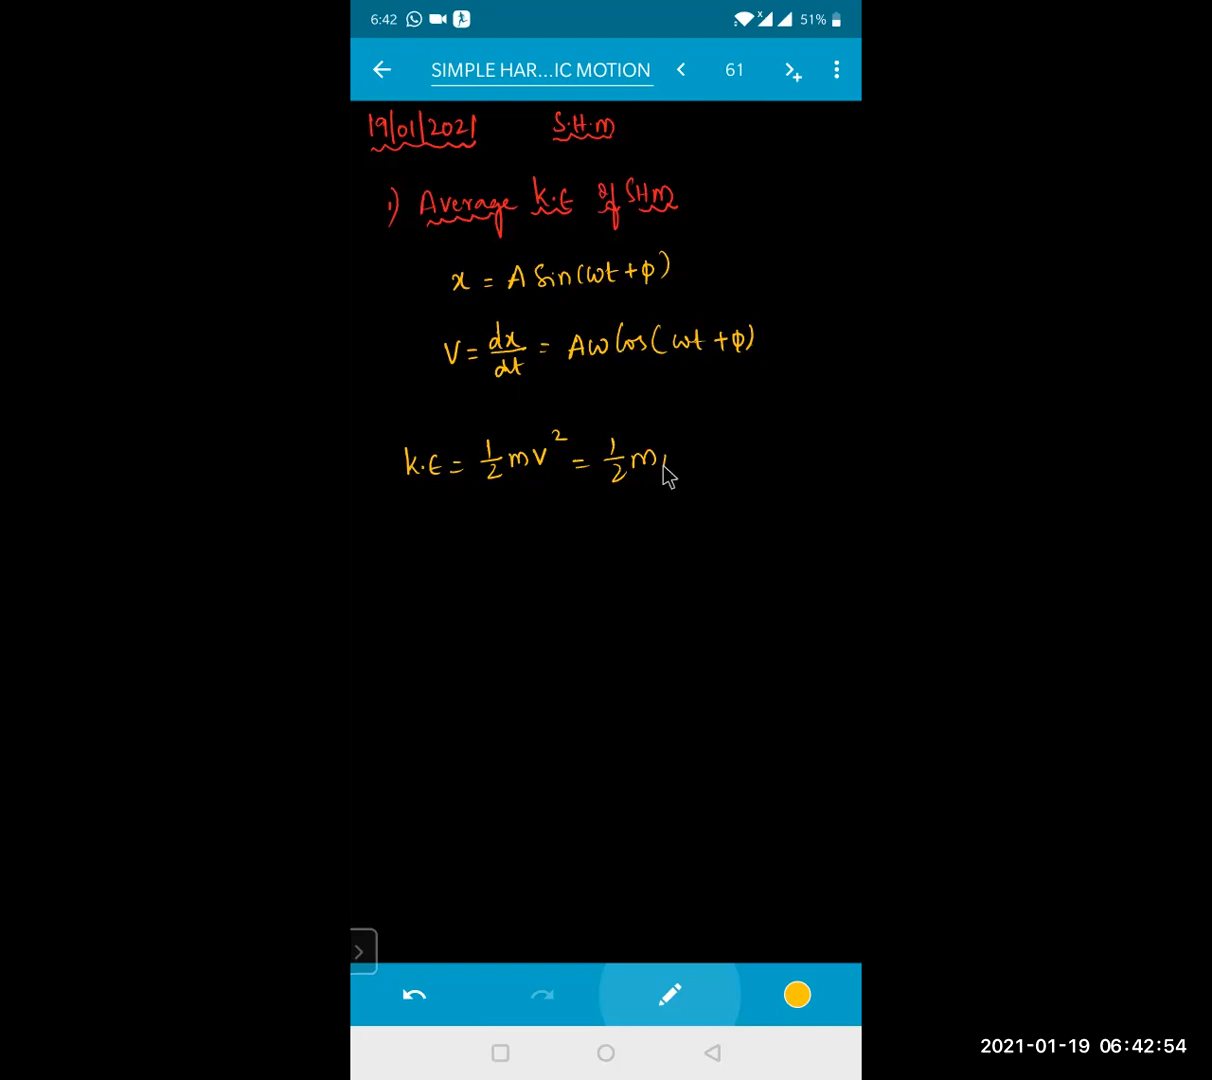 6:42 51%
SIMPLE HAR...IC MOTION 61
19/01/2021 S.H.M
1) Average K.E of SHM
x = A Sin(ωt + φ)
V = dx/dt = Aω Cos(ωt + φ)
K.E = 1/2 mv² = 1/2 m
2021-01-19 06:42:54